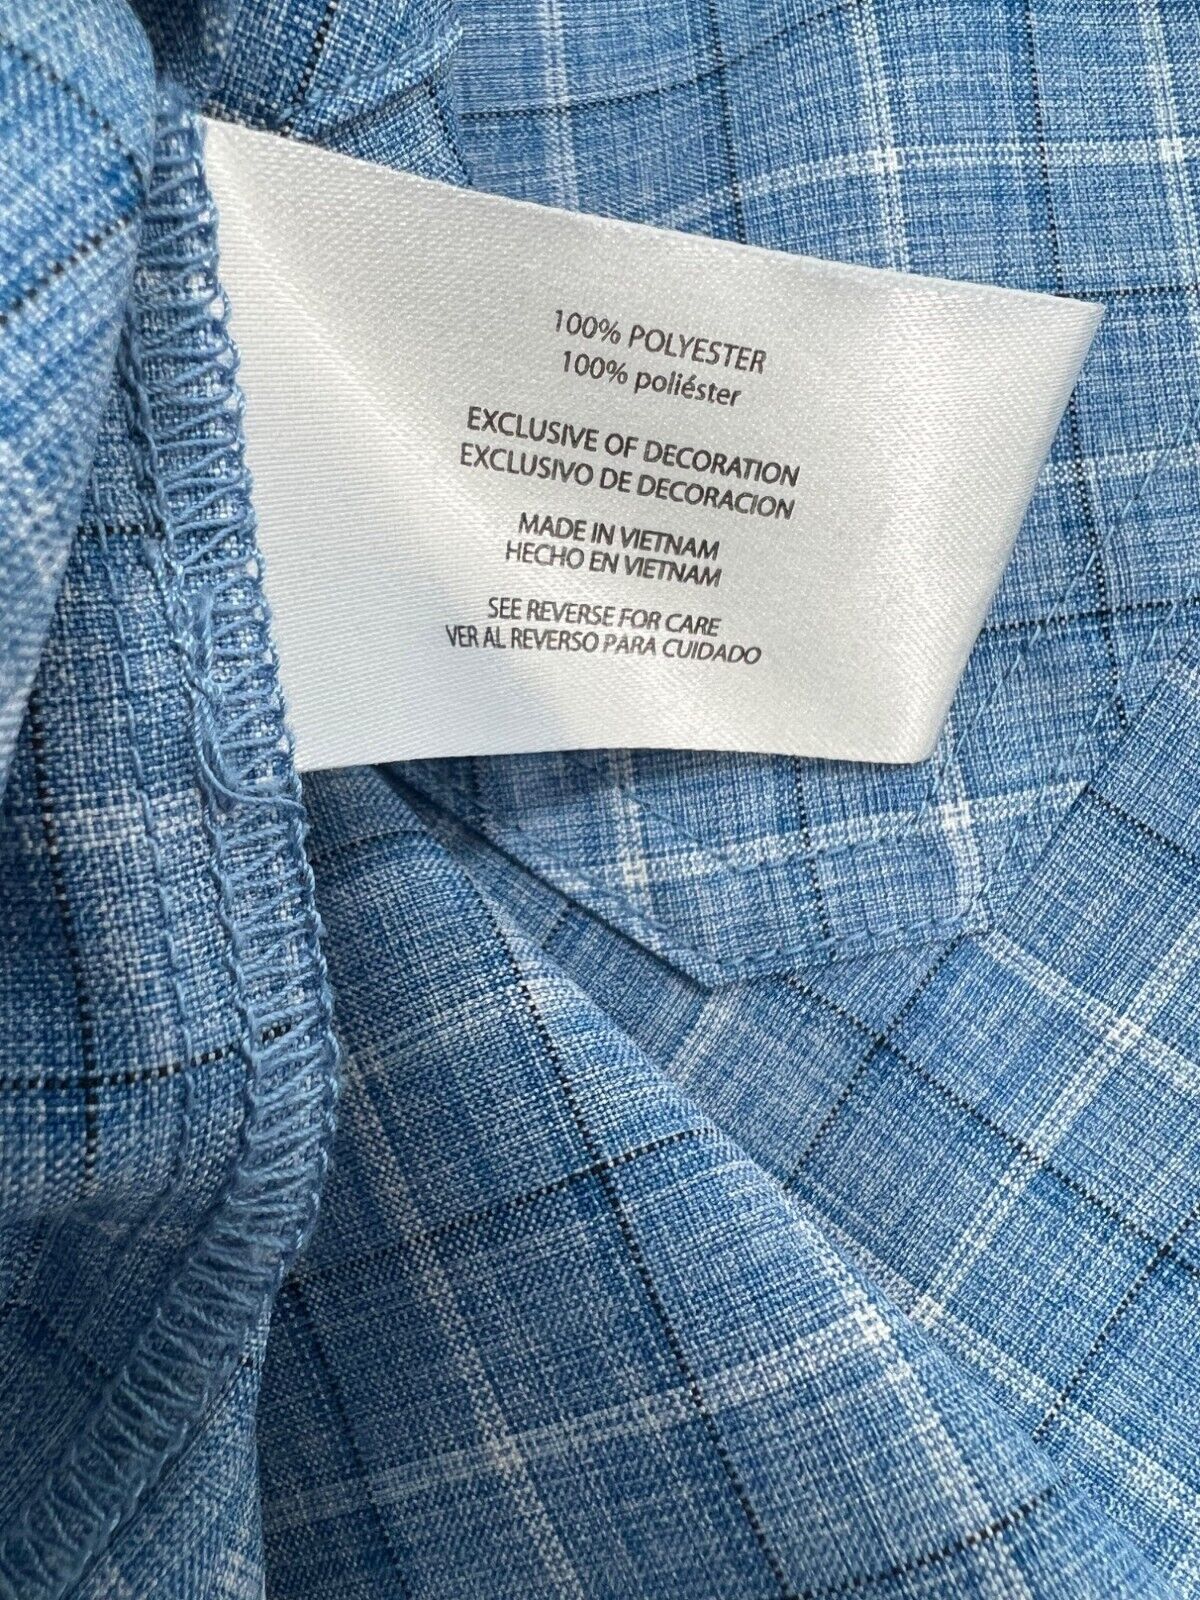 100% POLYESTER
100% poliéster
EXCLUSIVE OF DECORATION
EXCLUSIVO DE DECORACION
MADE IN VIETNAM
HECHO EN VIETNAM
SEE REVERSE FOR CARE
VER AL REVERSO PARA CUIDADO